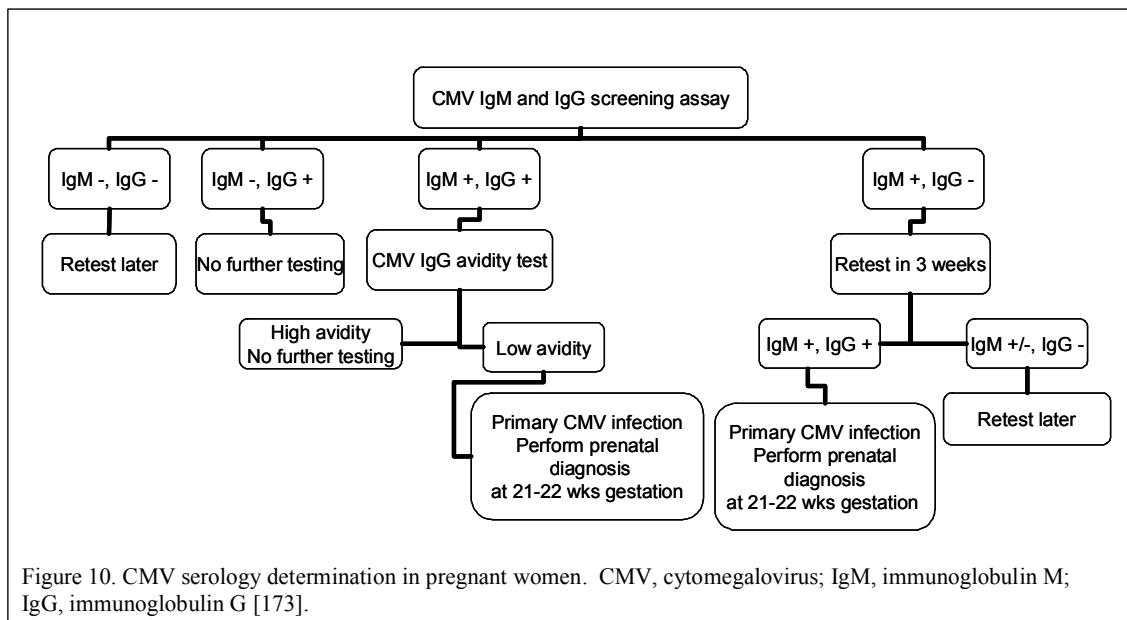 CMV IgM and IgG screening assay
IgM -, IgG -
IgM -, IgG +
IgM +, IgG +
IgM +, IgG -
Retest later
No further testing
CMV IgG avidity test
Retest in 3 weeks
High avidity
No further testing
Low avidity
IgM +, IgG +
IgM +/-, IgG -
Primary CMV infection
Perform prenatal
diagnosis
at 21-22 wks gestation
Primary CMV infection
Perform prenatal
diagnosis
at 21-22 wks gestation
Retest later
Figure 10. CMV serology determination in pregnant women.  CMV, cytomegalovirus; IgM, immunoglobulin M;
IgG, immunoglobulin G [173].